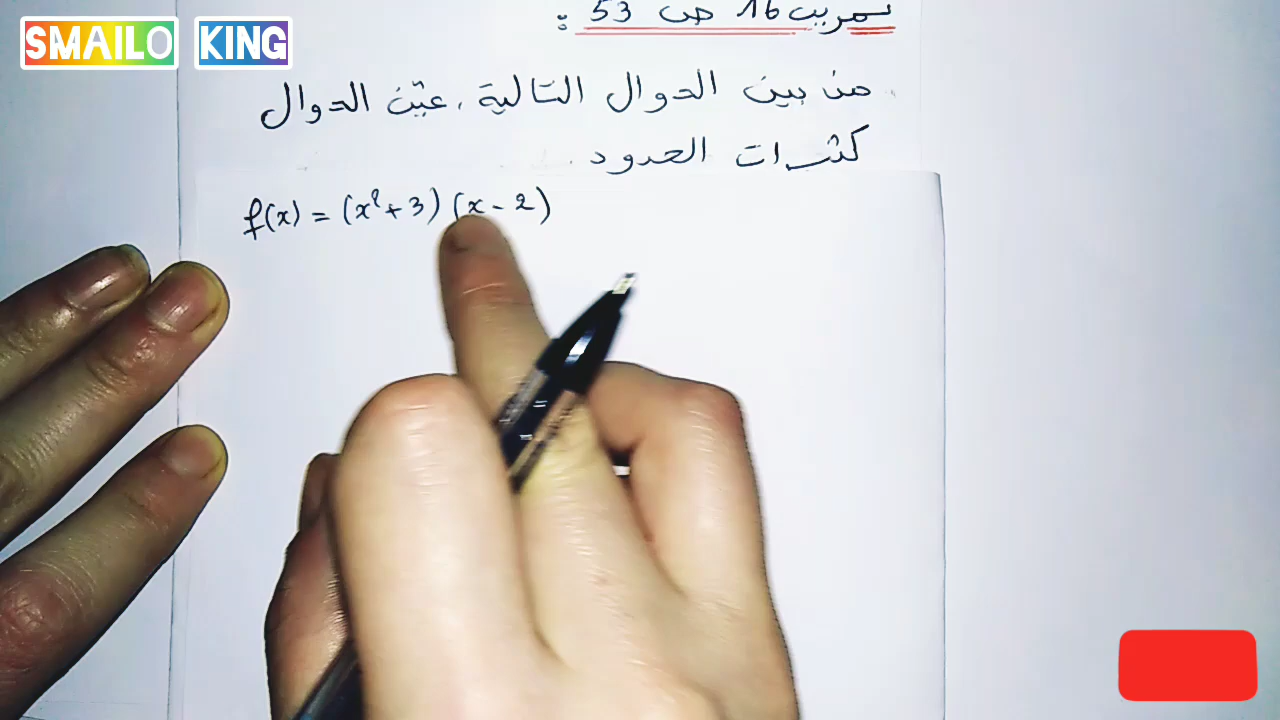 SMAILO KING
تمرين 16 ص 53 :
من بين الدوال التالية، عيّن الدوال
كثيرات الحدود.
f(x) = (x²+3)(x-2)